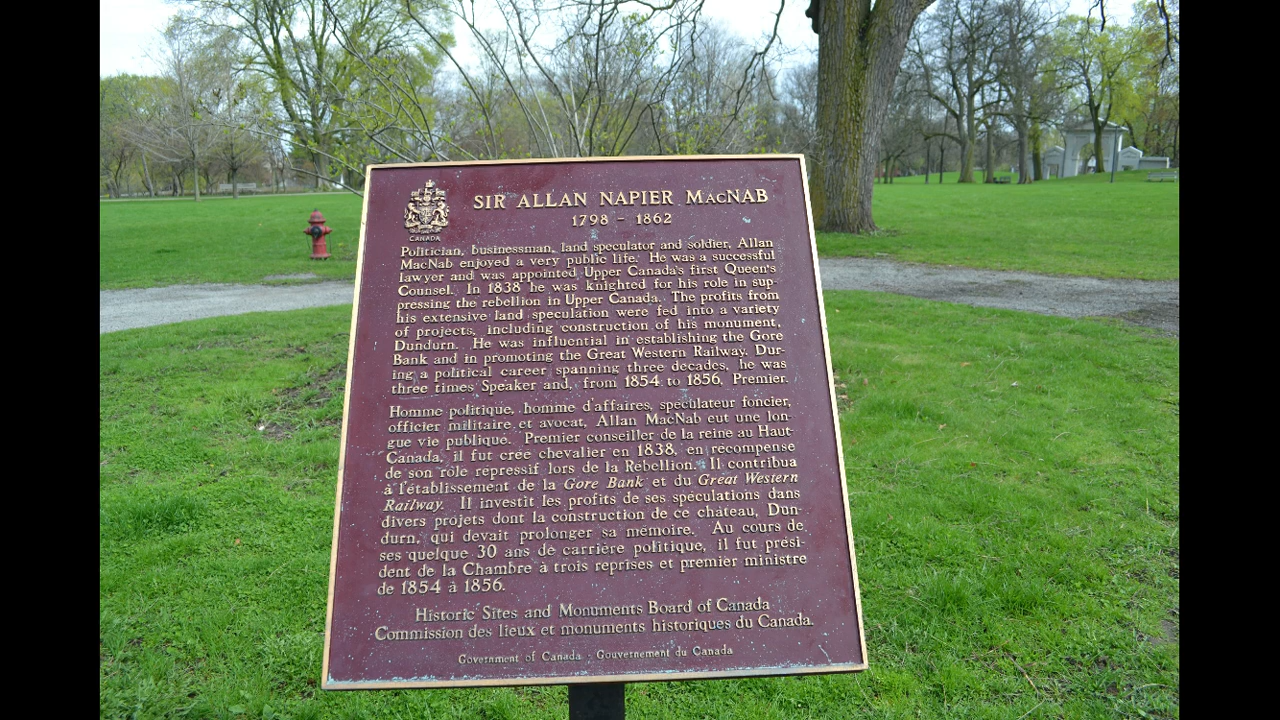 CANADA
SIR ALLAN NAPIER MacNAB
1798 - 1862
Politician, businessman, land speculator and soldier, Allan
MacNab enjoyed a very public life. He was a successful
lawyer and was appointed Upper Canada's first Queen's
Counsel. In 1838 he was knighted for his role in sup-
pressing the rebellion in Upper Canada. The profits from
his extensive land speculation were fed into a variety
of projects, including construction of his monument,
Dundurn. He was influential in establishing the Gore
Bank and in promoting the Great Western Railway. Dur-
ing a political career spanning three decades, he was
three times Speaker and, from 1854 to 1856, Premier.
Homme politique, homme d'affaires, spéculateur foncier,
officier militaire et avocat, Allan MacNab eut une lon-
gue vie publique. Premier conseiller de la reine au Haut-
Canada, il fut créé chevalier en 1838, en récompense
de son rôle répressif lors de la Rébellion. Il contribua
à l'établissement de la Gore Bank et du Great Western
Railway. Il investit les profits de ses spéculations dans
divers projets dont la construction de ce château, Dun-
durn, qui devait prolonger sa mémoire. Au cours de
ses quelque 30 ans de carrière politique, il fut prési-
dent de la Chambre à trois reprises et premier ministre
de 1854 à 1856.
Historic Sites and Monuments Board of Canada
Commission des lieux et monuments historiques du Canada.
Government of Canada - Gouvernement du Canada